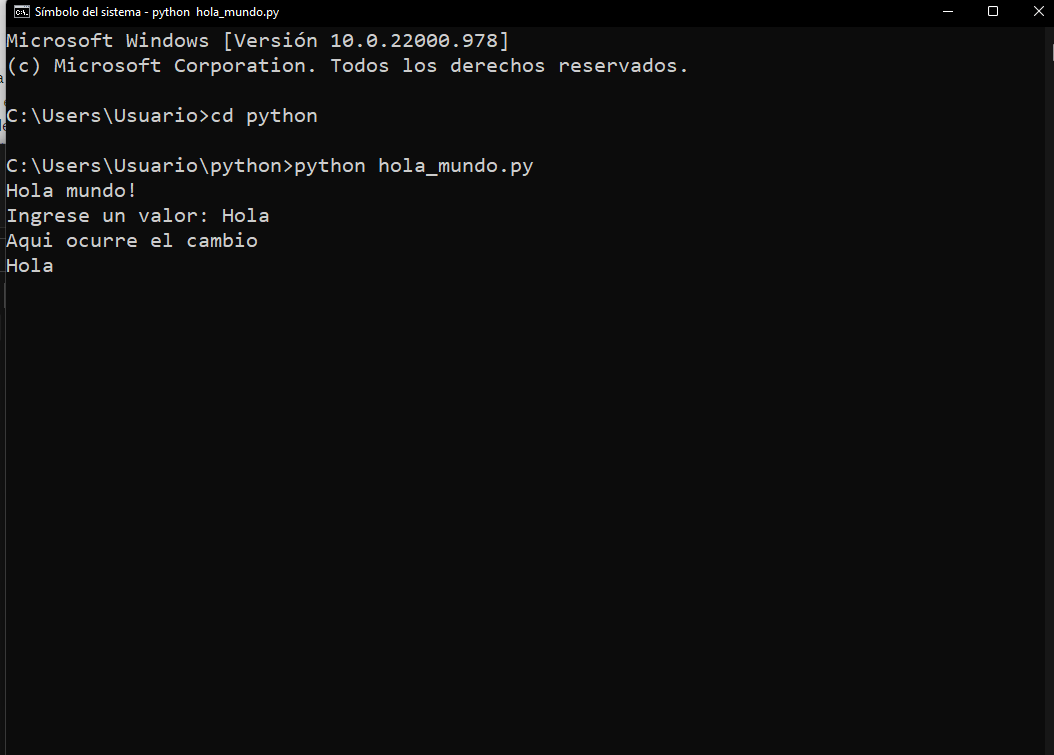 Símbolo del sistema - python  hola_mundo.py
Microsoft Windows [Versión 10.0.22000.978]
(c) Microsoft Corporation. Todos los derechos reservados.
C:\Users\Usuario>cd python
C:\Users\Usuario\python>python hola_mundo.py
Hola mundo!
Ingrese un valor: Hola
Aqui ocurre el cambio
Hola